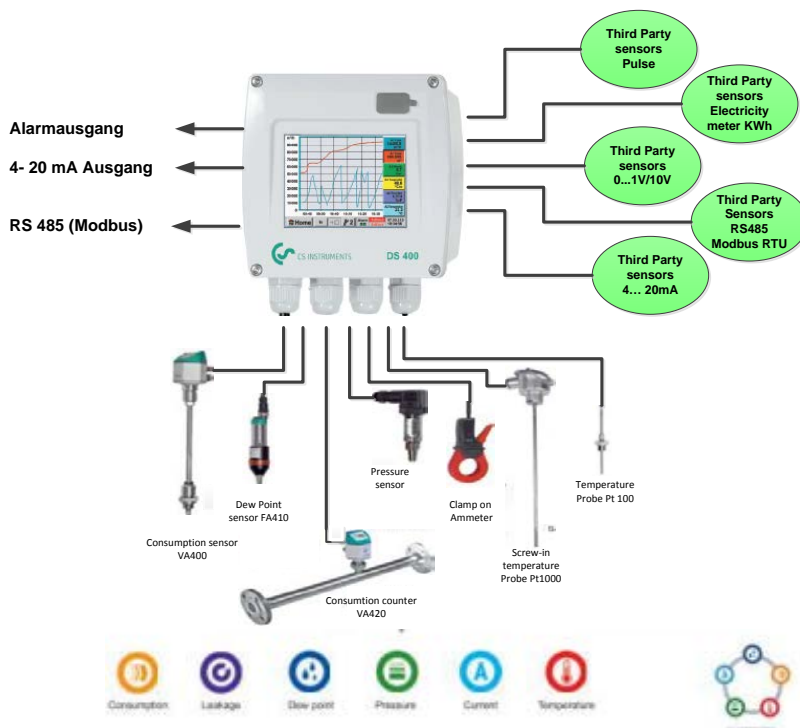 Third Party
sensors
Pulse
Third Party
sensors
Electricity
meter KWh
Alarmausgang
4- 20 mA Ausgang
RS 485 (Modbus)
Third Party
sensors
0...1V/10V
Third Party
Sensors
RS485
Modbus RTU
Third Party
sensors
4... 20mA
Home
CS INSTRUMENTS
DS 400
Pressure
sensor
Clamp on
Ammeter
Temperature
Probe Pt 100
Dew Point
sensor FA410
Consumption sensor
VA400
Screw-in
temperature
Probe Pt1000
Consumtion counter
VA420
A
Consumption
Leakage
Dew point
Pressure
Current
Temperature